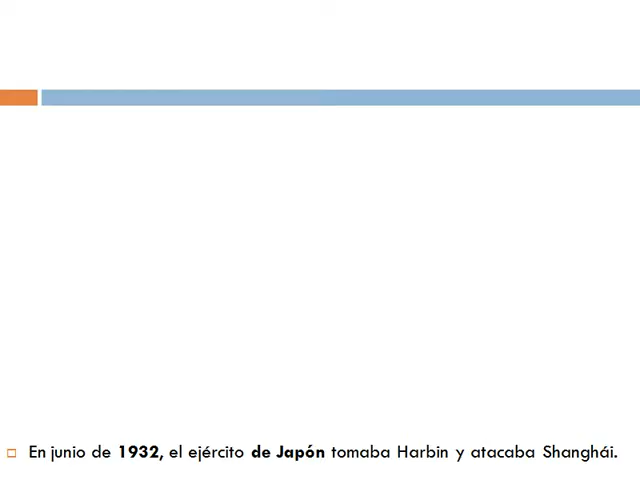 En junio de 1932, el ejército de Japón tomaba Harbin y atacaba Shanghái.